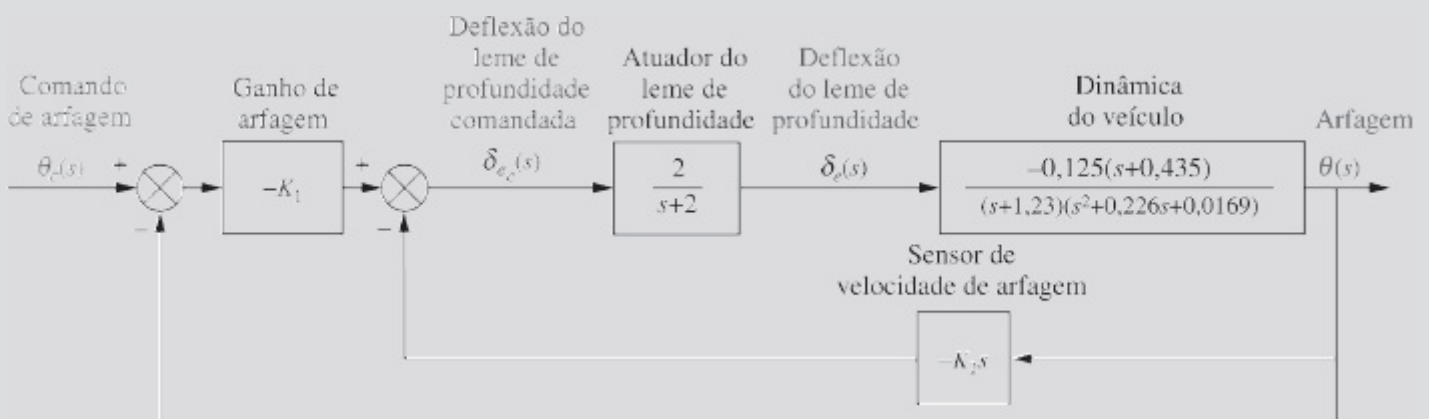 Comando
de arfagem
θc(s)
+
−
Ganho de
arfagem
−K1
+
−
Deflexão do
leme de
profundidade
comandada
δec(s)
Atuador do
leme de
profundidade
2
s+2
Deflexão
do leme de
profundidade
δe(s)
Dinâmica
do veículo
−0,125(s+0,435)
(s+1,23)(s²+0,226s+0,0169)
Arfagem
θ(s)
Sensor de
velocidade de arfagem
−K2s